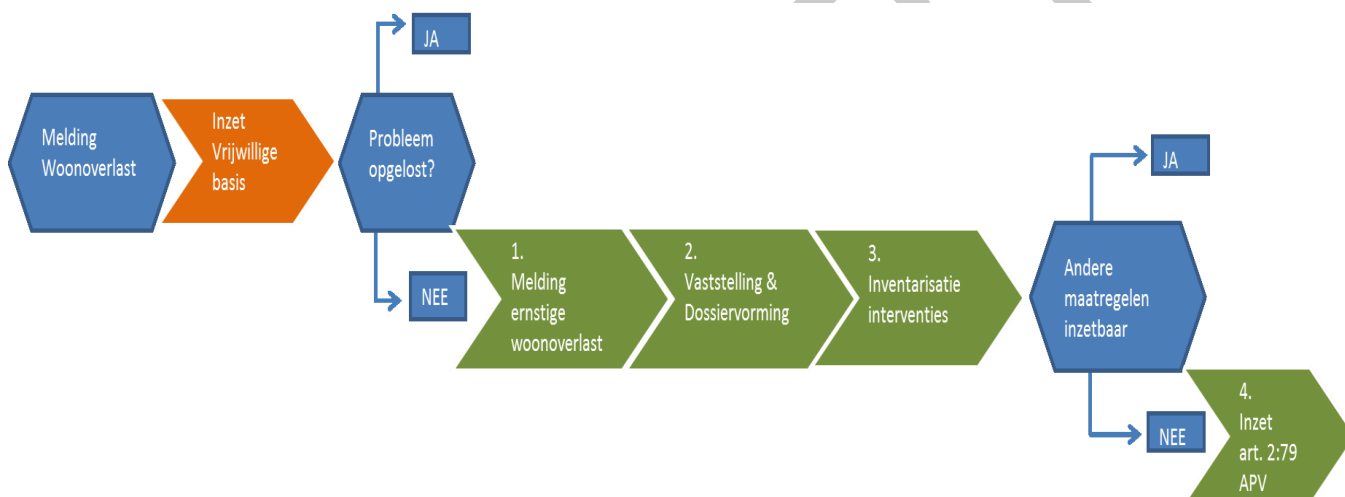 Melding
Woonoverlast
Inzet
Vrijwillige
basis
Probleem
opgelost?
JA
NEE
1.
Melding
ernstige
woonoverlast
2.
Vaststelling &
Dossiervorming
3.
Inventarisatie
interventies
Andere
maatregelen
inzetbaar
JA
NEE
4.
Inzet
art. 2:79
APV